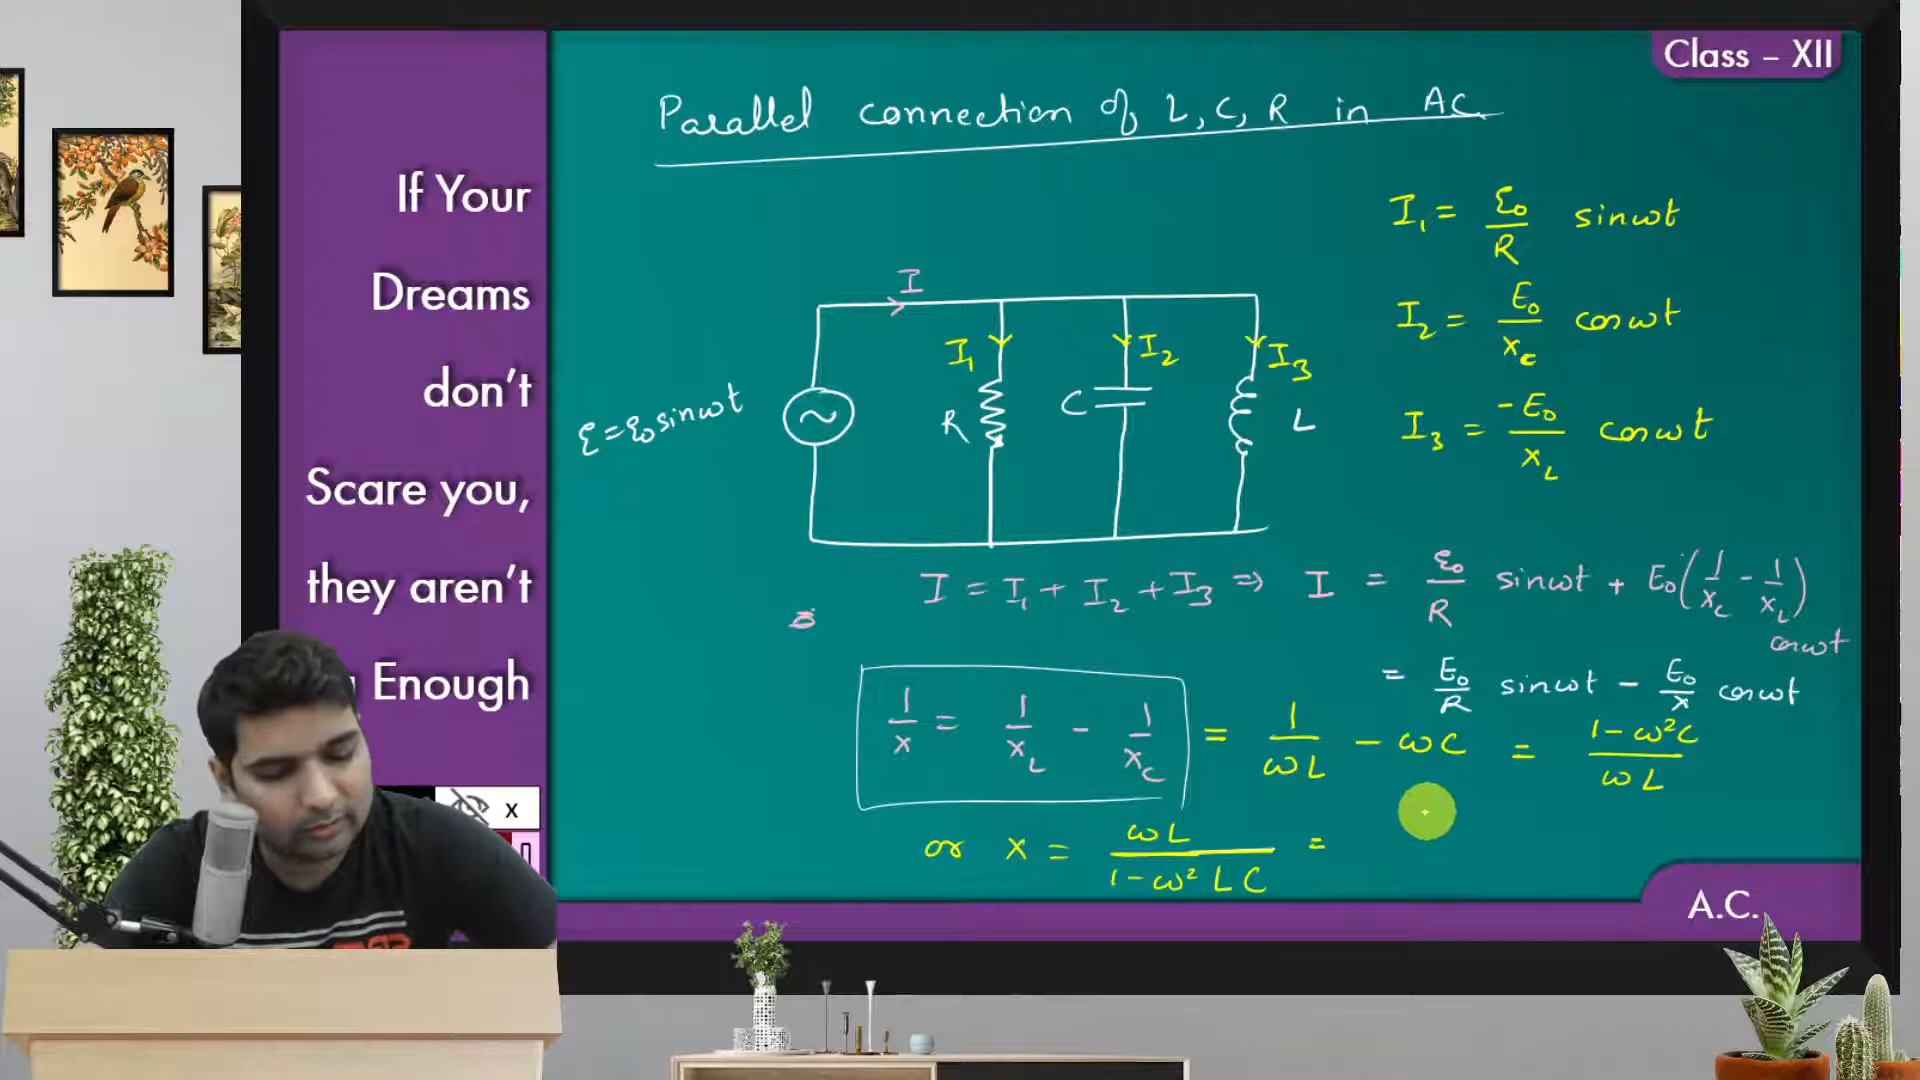 Class – XII
If Your
Dreams
don't
Scare you,
they aren't
Enough
Parallel connection of L, C, R in AC
I₁ = ℰ₀/R sinωt
I₂ = E₀/x_c cosωt
I₃ = -E₀/x_L cosωt
I
I₁
I₂
I₃
ℰ=ℰ₀sinωt
~
R
C
L
I = I₁ + I₂ + I₃ ⇒ I = ℰ₀/R sinωt + E₀(1/x_c - 1/x_L) cosωt
= E₀/R sinωt - E₀/x cosωt
1/x = 1/x_L - 1/x_C = 1/ωL - ωC = 1-ω²C/ωL
or x = ωL/1-ω²LC =
x
A.C.